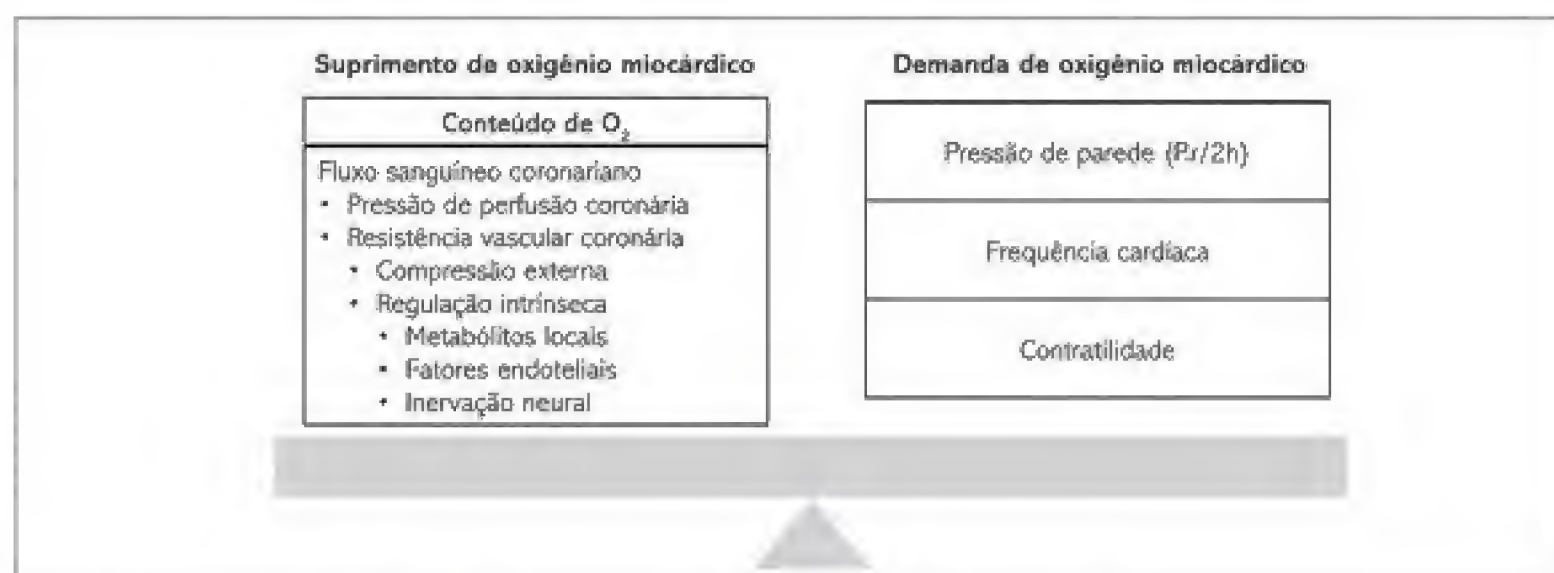 Suprimento de oxigênio miocárdico
Conteúdo de O₂
Fluxo sanguíneo coronariano
• Pressão de perfusão coronária
• Resistência vascular coronária
• Compressão externa
• Regulação intrínseca
• Metabólitos locais
• Fatores endoteliais
• Inervação neural
Demanda de oxigênio miocárdico
Pressão de parede (Pr/2h)
Frequência cardíaca
Contratilidade